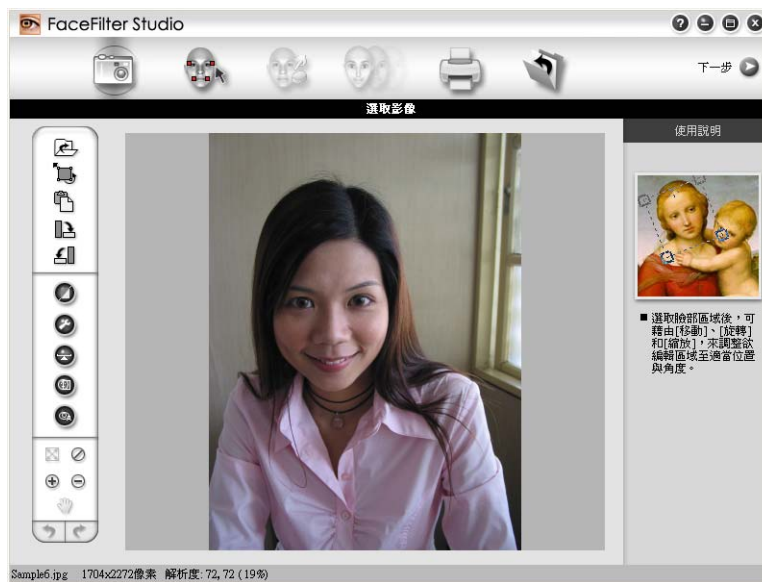 FaceFilter Studio
下一步
選取影像
使用說明
■ 選取臉部區域後，可
藉由[移動]、[旋轉]
和[縮放]，來調整欲
編輯區域至適當位置
與角度。
Sample6.jpg 1704x2272像素 解析度: 72, 72 ( 19%)